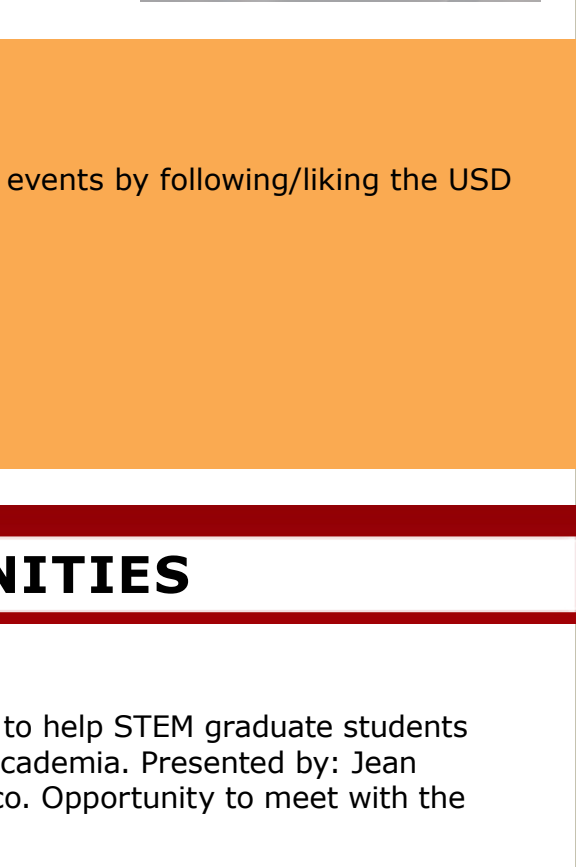 events by following/liking the USD
NITIES
to help STEM graduate students
cademia. Presented by: Jean
co. Opportunity to meet with the